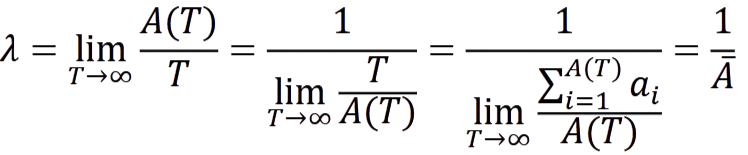 λ = lim_{T→∞} A(T)/T = 1/(lim_{T→∞} T/A(T)) = 1/(lim_{T→∞} (∑_{i=1}^{A(T)} a_i)/A(T)) = 1/Ā